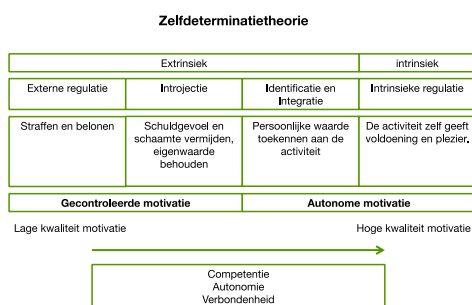 Zelfdeterminatietheorie
Extrinsiek
intrinsiek
Externe regulatie
Introjectie
Identificatie en
Integratie
Intrinsieke regulatie
Straffen en belonen
Schuldgevoel en
schaamte vermijden,
eigenwaarde
behouden
Persoonlijke waarde
toekennen aan de
activiteit
De activiteit zelf geeft
voldoening en plezier.
Gecontroleerde motivatie
Autonome motivatie
Lage kwaliteit motivatie
Hoge kwaliteit motivatie
Competentie
Autonomie
Verbondenheid